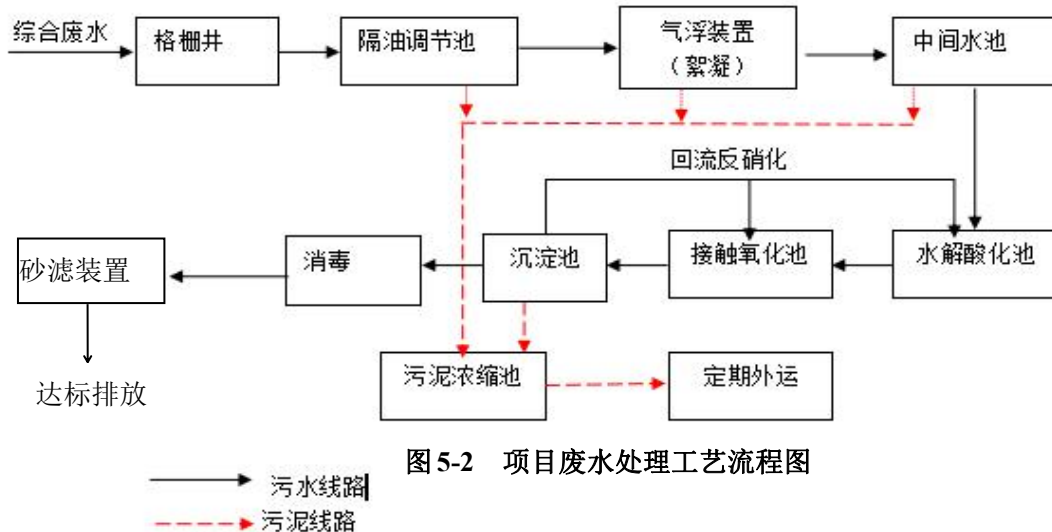 综合废水
格栅井
隔油调节池
气浮装置
（絮凝）
中间水池
回流反硝化
砂滤装置
消毒
沉淀池
接触氧化池
水解酸化池
达标排放
污泥浓缩池
定期外运
图5-2 项目废水处理工艺流程图
污水线路
污泥线路